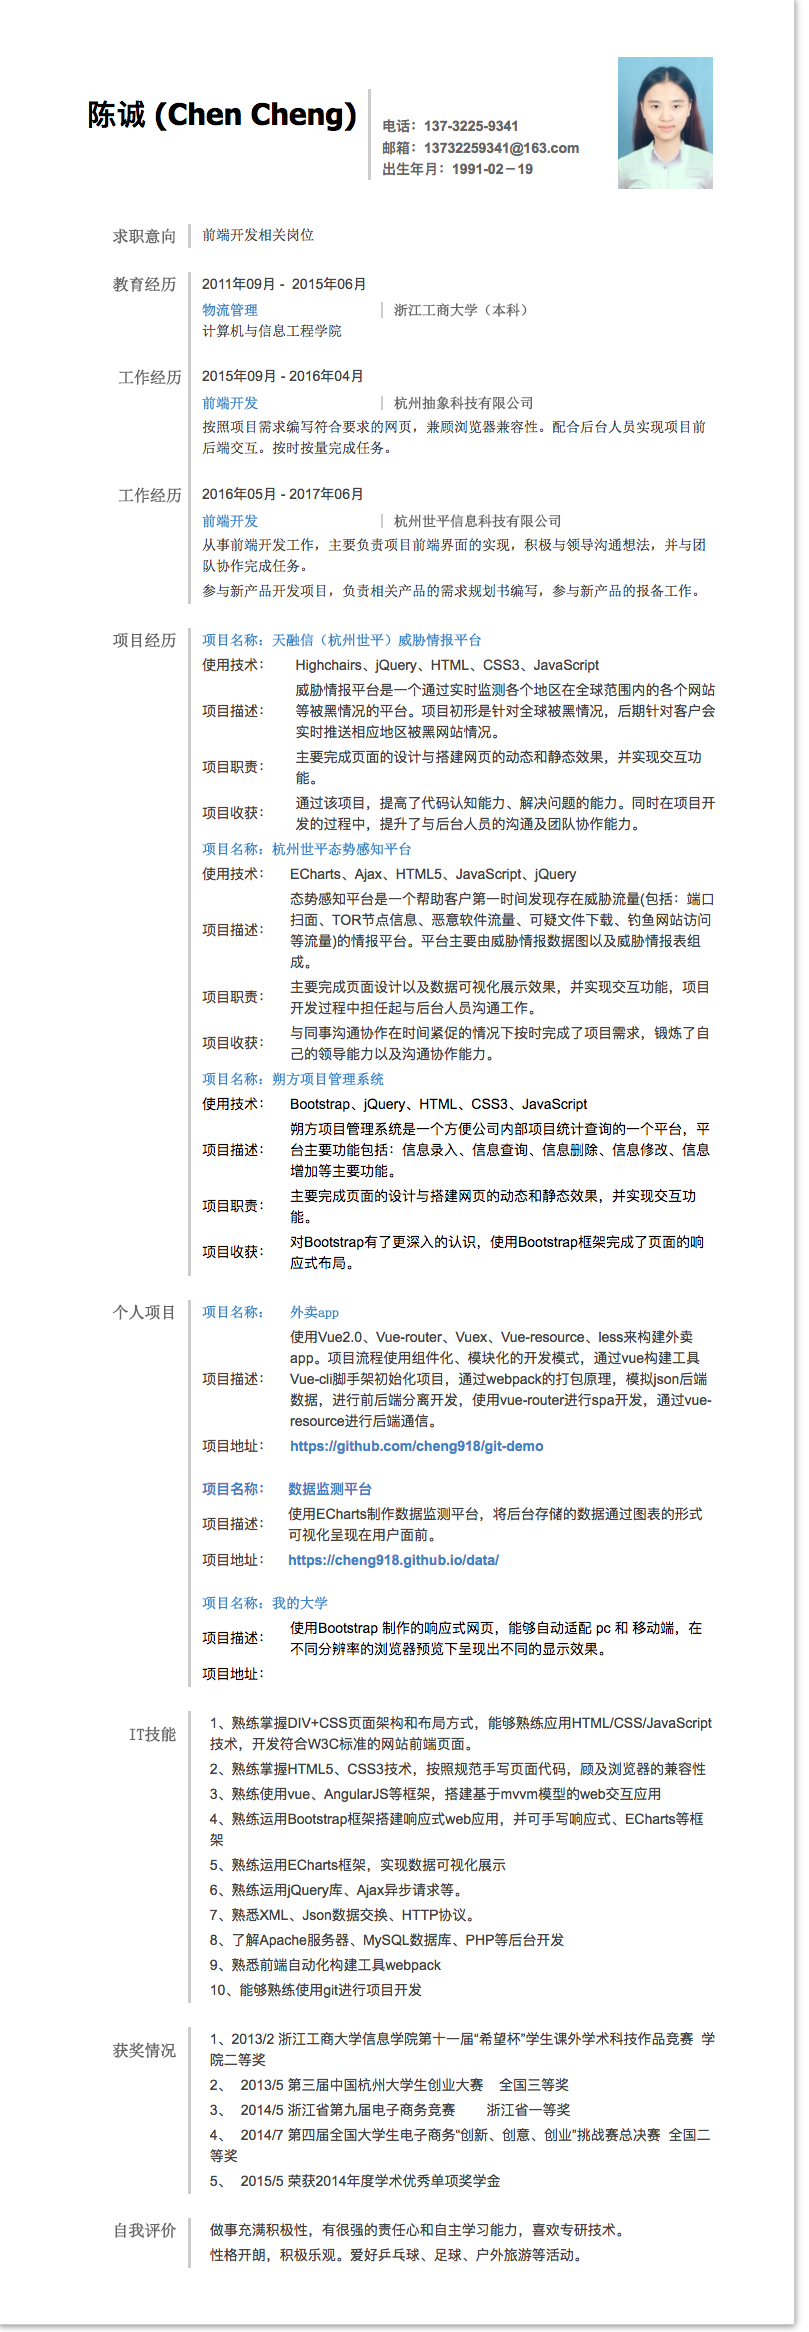 陈诚 (Chen Cheng)
电话：137-3225-9341
邮箱：13732259341@163.com
出生年月：1991-02－19
求职意向 前端开发相关岗位
教育经历 2011年09月 - 2015年06月
物流管理 浙江工商大学（本科）
计算机与信息工程学院
工作经历 2015年09月 - 2016年04月
前端开发 杭州抽象科技有限公司
按照项目需求编写符合要求的网页，兼顾浏览器兼容性。配合后台人员实现项目前
后端交互。按时按量完成任务。
工作经历 2016年05月 - 2017年06月
前端开发 杭州世平信息科技有限公司
从事前端开发工作，主要负责项目前端界面的实现，积极与领导沟通想法，并与团
队协作完成任务。
参与新产品开发项目，负责相关产品的需求规划书编写，参与新产品的报备工作。
项目经历 项目名称：天融信（杭州世平）威胁情报平台
使用技术： Highchairs、jQuery、HTML、CSS3、JavaScript
威胁情报平台是一个通过实时监测各个地区在全球范围内的各个网站
项目描述： 等被黑情况的平台。项目初形是针对全球被黑情况，后期针对客户会
实时推送相应地区被黑网站情况。
项目职责： 主要完成页面的设计与搭建网页的动态和静态效果，并实现交互功
能。
项目收获： 通过该项目，提高了代码认知能力、解决问题的能力。同时在项目开
发的过程中，提升了与后台人员的沟通及团队协作能力。
项目名称：杭州世平态势感知平台
使用技术： ECharts、Ajax、HTML5、JavaScript、jQuery
态势感知平台是一个帮助客户第一时间发现存在威胁流量(包括：端口
项目描述： 扫面、TOR节点信息、恶意软件流量、可疑文件下载、钓鱼网站访问
等流量)的情报平台。平台主要由威胁情报数据图以及威胁情报表组
成。
项目职责： 主要完成页面设计以及数据可视化展示效果，并实现交互功能，项目
开发过程中担任起与后台人员沟通工作。
项目收获： 与同事沟通协作在时间紧促的情况下按时完成了项目需求，锻炼了自
己的领导能力以及沟通协作能力。
项目名称：朔方项目管理系统
使用技术： Bootstrap、jQuery、HTML、CSS3、JavaScript
朔方项目管理系统是一个方便公司内部项目统计查询的一个平台，平
项目描述： 台主要功能包括：信息录入、信息查询、信息删除、信息修改、信息
增加等主要功能。
项目职责： 主要完成页面的设计与搭建网页的动态和静态效果，并实现交互功
能。
项目收获： 对Bootstrap有了更深入的认识，使用Bootstrap框架完成了页面的响
应式布局。
个人项目 项目名称： 外卖app
使用Vue2.0、Vue-router、Vuex、Vue-resource、less来构建外卖
app。项目流程使用组件化、模块化的开发模式，通过vue构建工具
项目描述： Vue-cli脚手架初始化项目，通过webpack的打包原理，模拟json后端
数据，进行前后端分离开发，使用vue-router进行spa开发，通过vue-
resource进行后端通信。
项目地址： https://github.com/cheng918/git-demo
项目名称： 数据监测平台
项目描述： 使用ECharts制作数据监测平台，将后台存储的数据通过图表的形式
可视化呈现在用户面前。
项目地址： https://cheng918.github.io/data/
项目名称：我的大学
项目描述： 使用Bootstrap 制作的响应式网页，能够自动适配 pc 和 移动端，在
不同分辨率的浏览器预览下呈现出不同的显示效果。
项目地址：
IT技能 1、熟练掌握DIV+CSS页面架构和布局方式，能够熟练应用HTML/CSS/JavaScript
技术，开发符合W3C标准的网站前端页面。
2、熟练掌握HTML5、CSS3技术，按照规范手写页面代码，顾及浏览器的兼容性
3、熟练使用vue、AngularJS等框架，搭建基于mvvm模型的web交互应用
4、熟练运用Bootstrap框架搭建响应式web应用，并可手写响应式、ECharts等框
架
5、熟练运用ECharts框架，实现数据可视化展示
6、熟练运用jQuery库、Ajax异步请求等。
7、熟悉XML、Json数据交换、HTTP协议。
8、了解Apache服务器、MySQL数据库、PHP等后台开发
9、熟悉前端自动化构建工具webpack
10、能够熟练使用git进行项目开发
获奖情况 1、2013/2 浙江工商大学信息学院第十一届“希望杯”学生课外学术科技作品竞赛 学
院二等奖
2、 2013/5 第三届中国杭州大学生创业大赛 全国三等奖
3、 2014/5 浙江省第九届电子商务竞赛 浙江省一等奖
4、 2014/7 第四届全国大学生电子商务“创新、创意、创业”挑战赛总决赛 全国二
等奖
5、 2015/5 荣获2014年度学术优秀单项奖学金
自我评价 做事充满积极性，有很强的责任心和自主学习能力，喜欢专研技术。
性格开朗，积极乐观。爱好乒乓球、足球、户外旅游等活动。